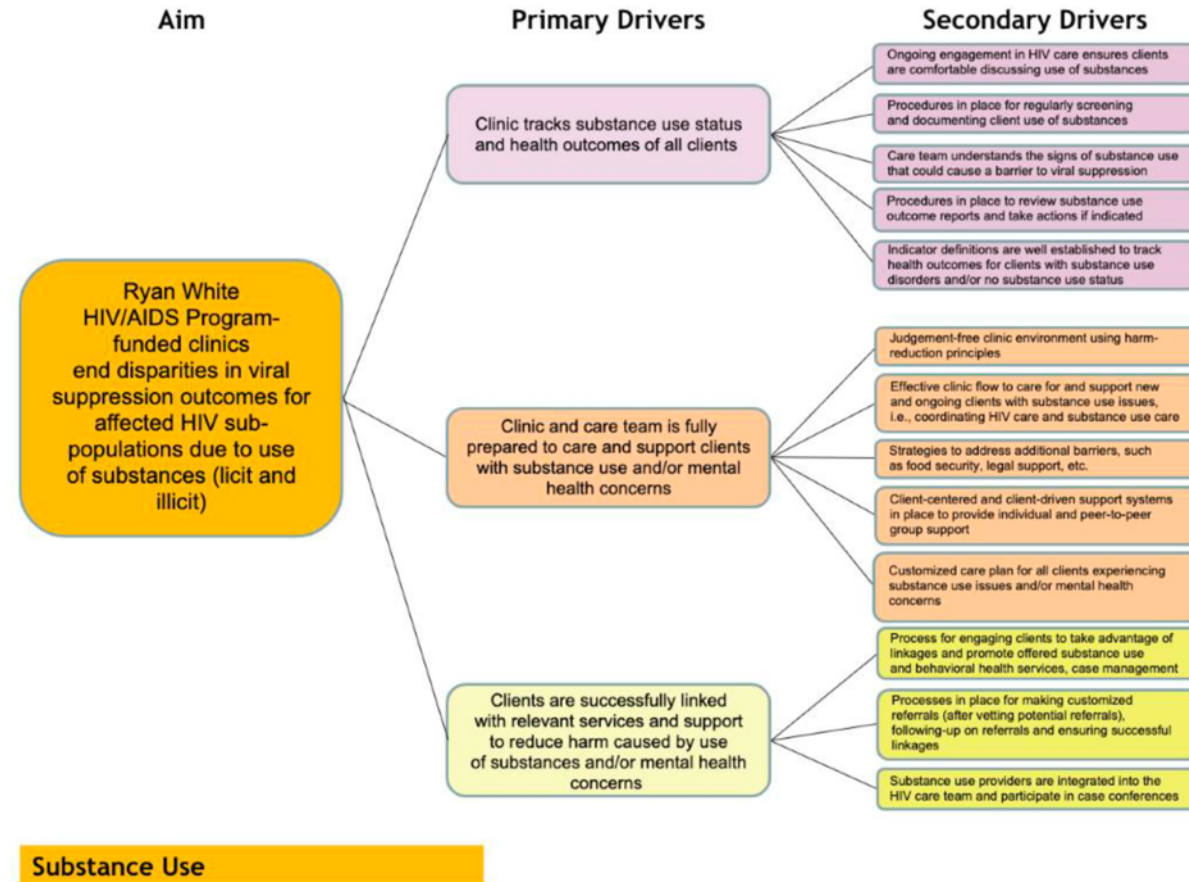 Aim
Primary Drivers
Secondary Drivers
Ryan White
HIV/AIDS Program-
funded clinics
end disparities in viral
suppression outcomes for
affected HIV sub-
populations due to use
of substances (licit and
illicit)
Clinic tracks substance use status
and health outcomes of all clients
Ongoing engagement in HIV care ensures clients
are comfortable discussing use of substances
Procedures in place for regularly screening
and documenting client use of substances
Care team understands the signs of substance use
that could cause a barrier to viral suppression
Procedures in place to review substance use
outcome reports and take actions if indicated
Indicator definitions are well established to track
health outcomes for clients with substance use
disorders and/or no substance use status
Clinic and care team is fully
prepared to care and support clients
with substance use and/or mental
health concerns
Judgement-free clinic environment using harm-
reduction principles
Effective clinic flow to care for and support new
and ongoing clients with substance use issues,
i.e., coordinating HIV care and substance use care
Strategies to address additional barriers, such
as food security, legal support, etc.
Client-centered and client-driven support systems
in place to provide individual and peer-to-peer
group support
Customized care plan for all clients experiencing
substance use issues and/or mental health
concerns
Clients are successfully linked
with relevant services and support
to reduce harm caused by use
of substances and/or mental health
concerns
Process for engaging clients to take advantage of
linkages and promote offered substance use
and behavioral health services, case management
Processes in place for making customized
referrals (after vetting potential referrals),
following-up on referrals and ensuring successful
linkages
Substance use providers are integrated into the
HIV care team and participate in case conferences
Substance Use